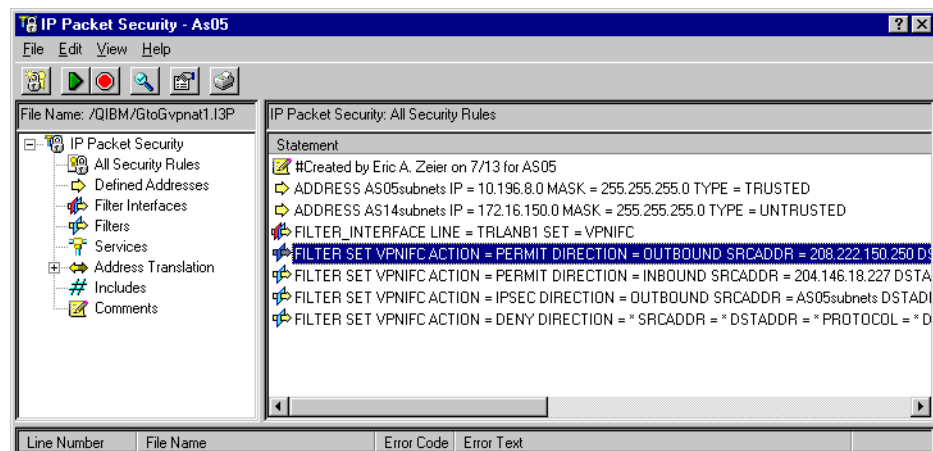 IP Packet Security - As05
File Edit View Help
File Name: /QIBM/GtoGvpnat1.I3P
IP Packet Security: All Security Rules
IP Packet Security
All Security Rules
Defined Addresses
Filter Interfaces
Filters
Services
Address Translation
Includes
Comments
Statement
#Created by Eric A. Zeier on 7/13 for AS05
ADDRESS AS05subnets IP = 10.196.8.0 MASK = 255.255.255.0 TYPE = TRUSTED
ADDRESS AS14subnets IP = 172.16.150.0 MASK = 255.255.255.0 TYPE = UNTRUSTED
FILTER_INTERFACE LINE = TRLANB1 SET = VPNIFC
FILTER SET VPNIFC ACTION = PERMIT DIRECTION = OUTBOUND SRCADDR = 208.222.150.250 DS
FILTER SET VPNIFC ACTION = PERMIT DIRECTION = INBOUND SRCADDR = 204.146.18.227 DSTA
FILTER SET VPNIFC ACTION = IPSEC DIRECTION = OUTBOUND SRCADDR = AS05subnets DSTADI
FILTER SET VPNIFC ACTION = DENY DIRECTION = * SRCADDR = * DSTADDR = * PROTOCOL = * D
Line Number File Name Error Code Error Text